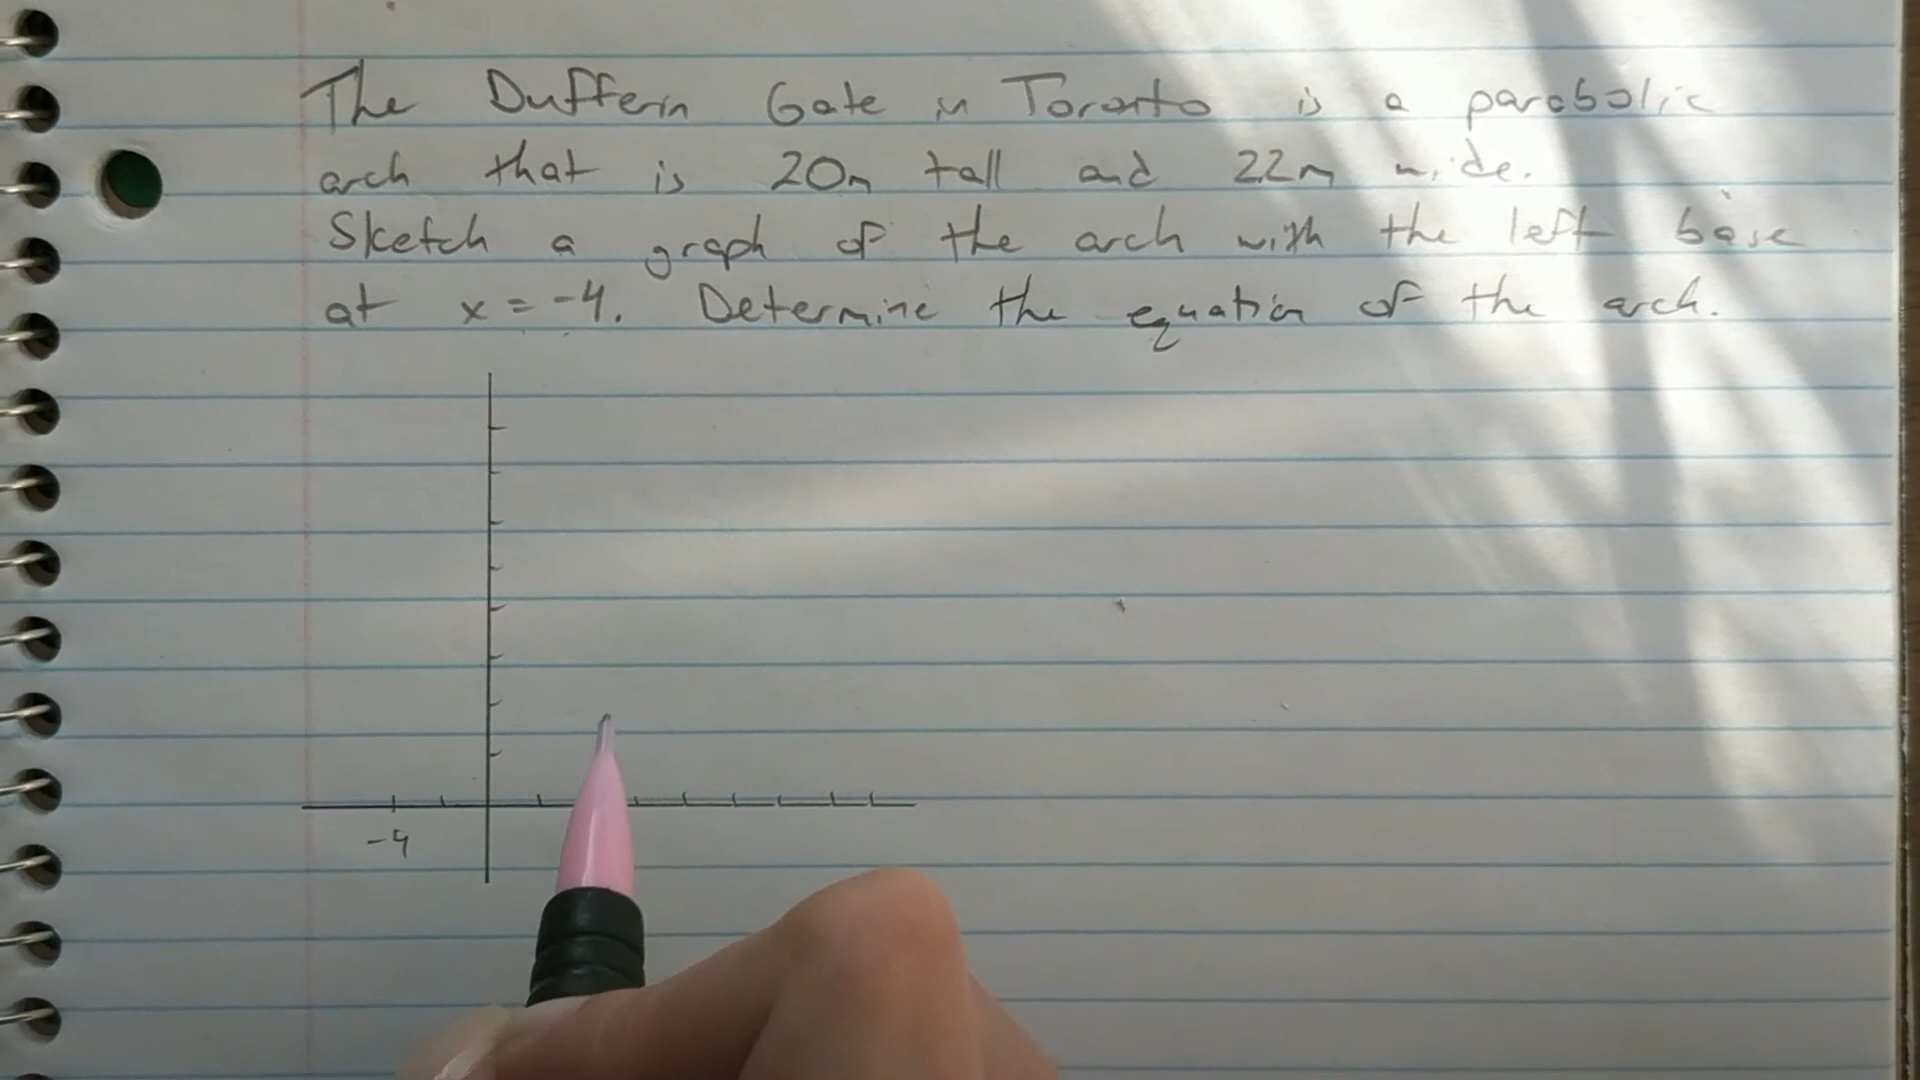 The Dufferin Gate in Toronto is a parabolic
arch that is 20m tall and 22m wide.
Sketch a graph of the arch with the left base
at x = -4. Determine the equation of the arch.
-4